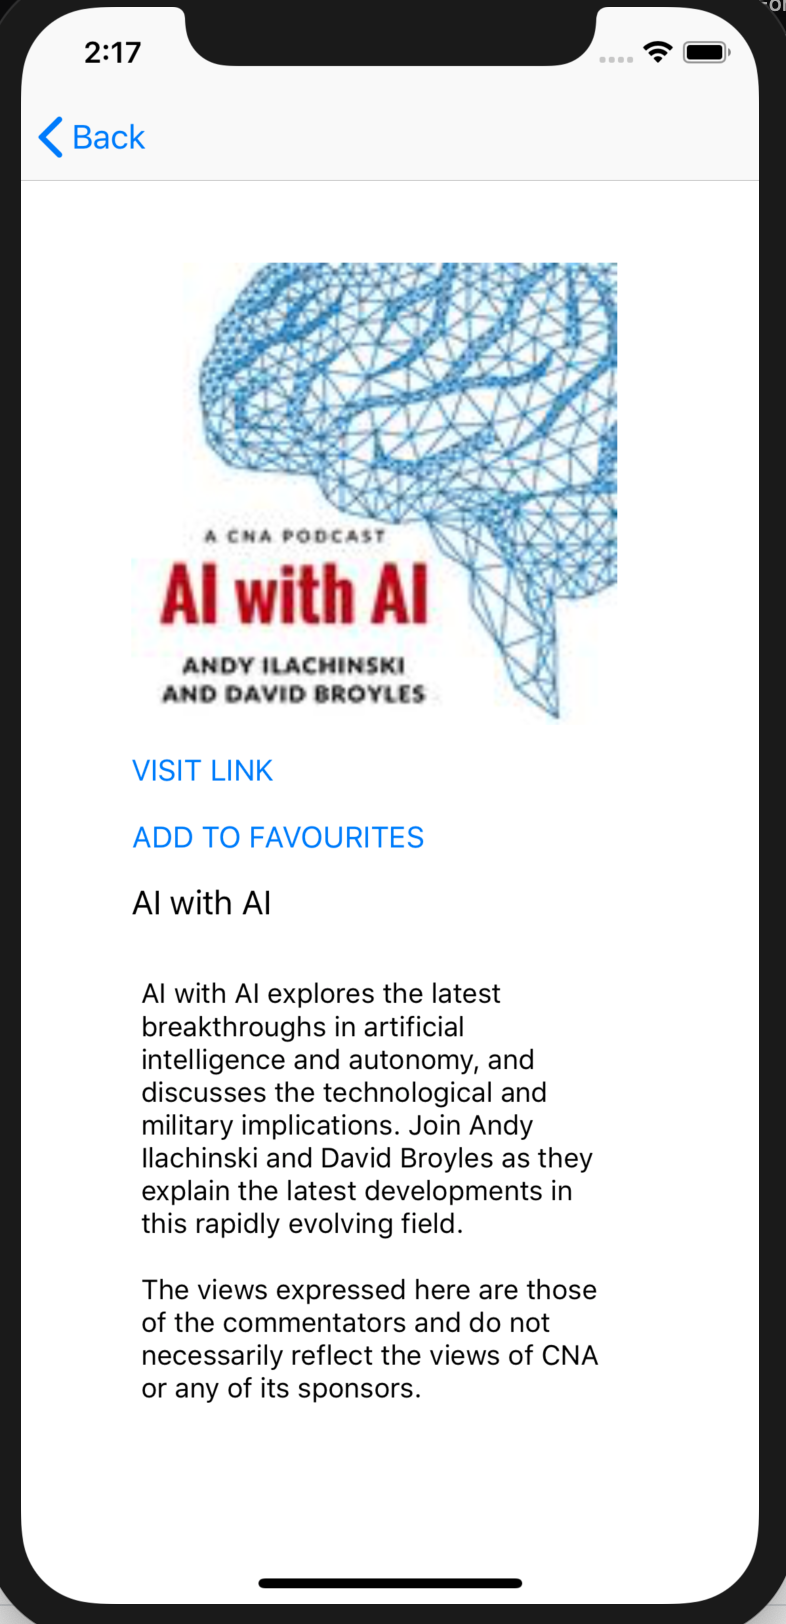 2:17
Back
A CNA PODCAST
AI with AI
ANDY ILACHINSKI
AND DAVID BROYLES
VISIT LINK
ADD TO FAVOURITES
AI with AI
AI with AI explores the latest
breakthroughs in artificial
intelligence and autonomy, and
discusses the technological and
military implications. Join Andy
Ilachinski and David Broyles as they
explain the latest developments in
this rapidly evolving field.
The views expressed here are those
of the commentators and do not
necessarily reflect the views of CNA
or any of its sponsors.